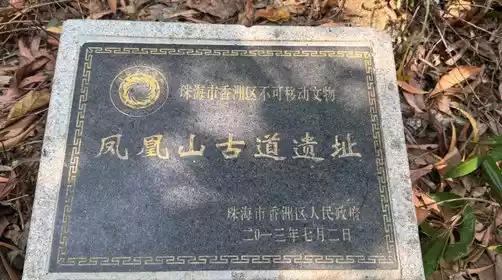 珠海市香洲区不可移动文物
凤凰山古道遗址
珠海市香洲区人民政府
二〇一三年七月二日